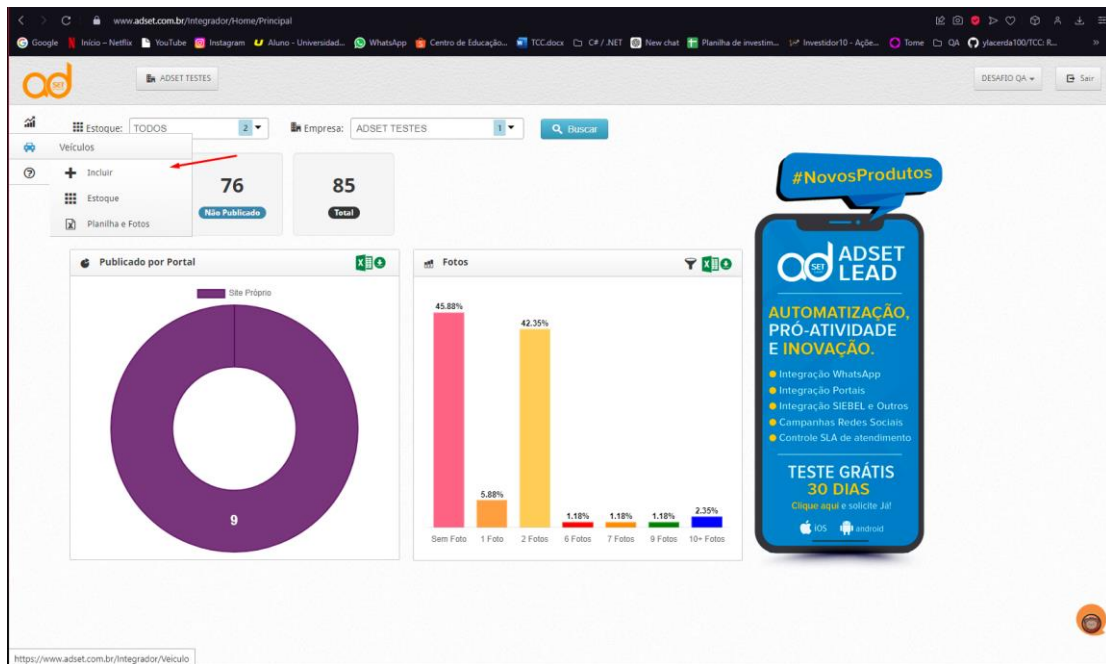 www.adset.com.br/Integrador/Home/Principal
Google Início – Netflix YouTube Instagram Aluno - Universidad... WhatsApp Centro de Educação... TCC.docx C# / .NET New chat Planilha de investim... Investidor10 - Açõe... Tome QA ylacerda100/TCC: R... »
ad SET
ADSET TESTES
DESAFIO QA
Sair
Estoque: TODOS 2
Empresa: ADSET TESTES 1
Buscar
Veículos
Incluir
Estoque
Planilha e Fotos
76
Não Publicado
85
Total
Publicado por Portal
Site Próprio
9
Fotos
45.88%
5.88%
42.35%
1.18%
1.18%
1.18%
2.35%
Sem Foto 1 Foto 2 Fotos 6 Fotos 7 Fotos 9 Fotos 10+ Fotos
#NovosProdutos
ad SET ADSET
LEAD
AUTOMATIZAÇÃO,
PRÓ-ATIVIDADE
E INOVAÇÃO.
Integração WhatsApp
Integração Portais
Integração SIEBEL e Outros
Campanhas Redes Sociais
Controle SLA de atendimento
TESTE GRÁTIS
30 DIAS
Clique aqui e solicite Já!
iOS android
https://www.adset.com.br/Integrador/Veiculo